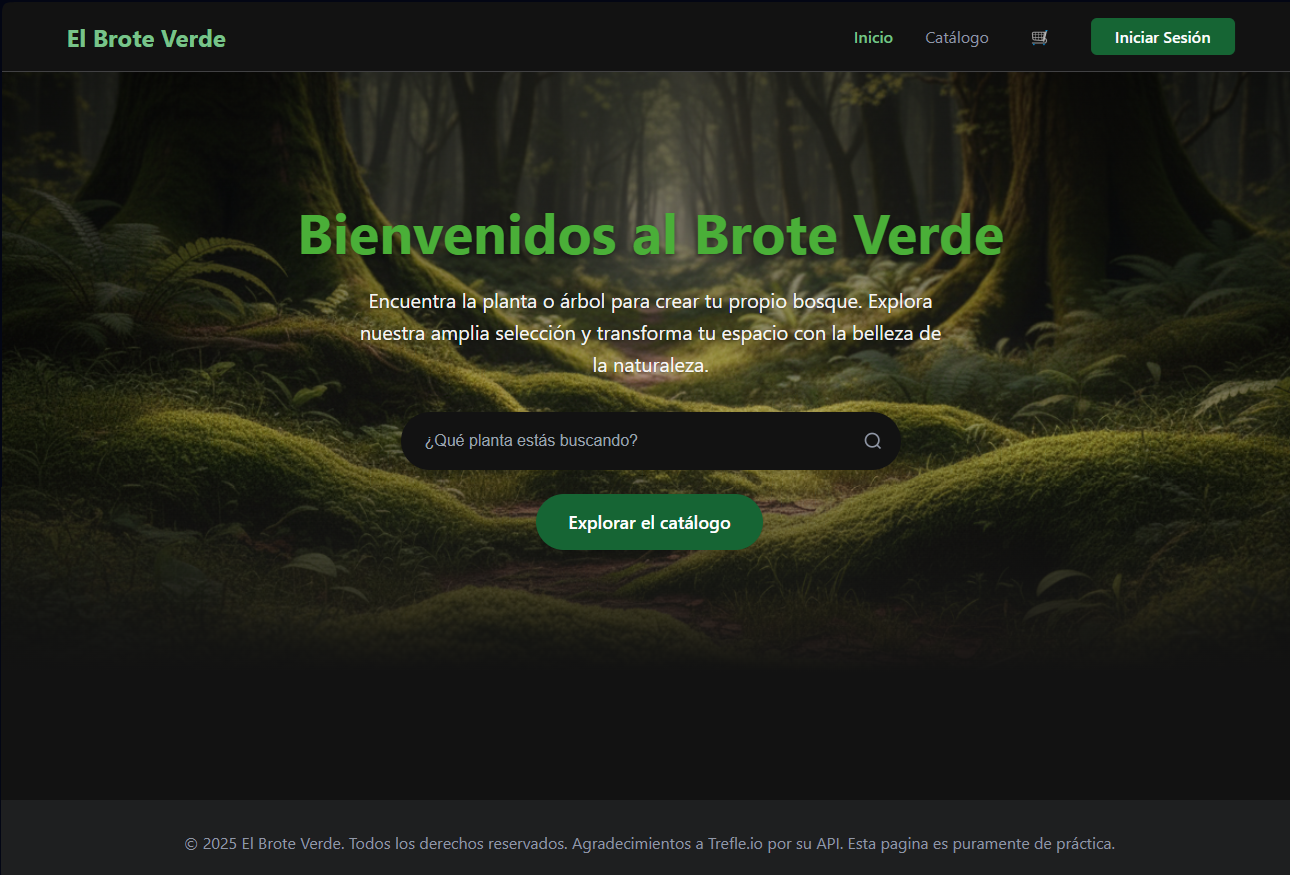 El Brote Verde
Inicio
Catálogo
Iniciar Sesión
Bienvenidos al Brote Verde
Encuentra la planta o árbol para crear tu propio bosque. Explora
nuestra amplia selección y transforma tu espacio con la belleza de
la naturaleza.
¿Qué planta estás buscando?
Explorar el catálogo
© 2025 El Brote Verde. Todos los derechos reservados. Agradecimientos a Trefle.io por su API. Esta pagina es puramente de práctica.